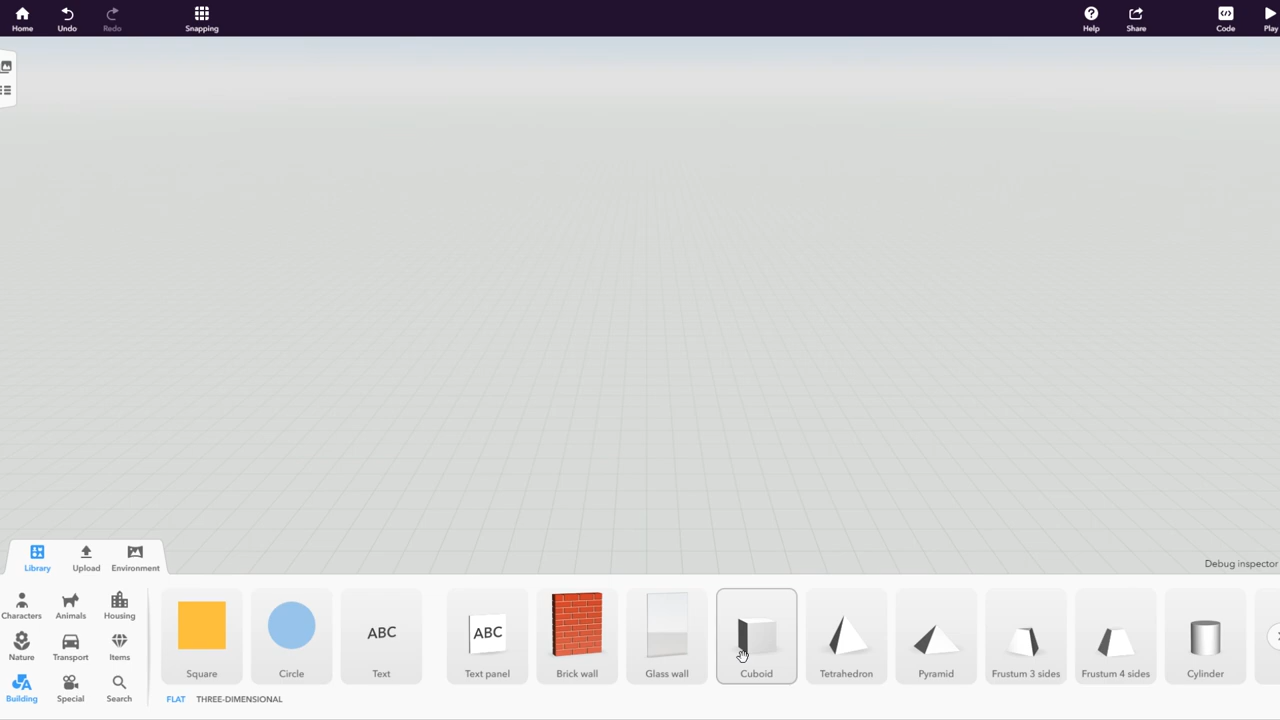 Home Undo Redo Snapping Help Share Code Play
Debug inspector
Library Upload Environment
Characters Animals Housing
Nature Transport Items
Building Special Search
ABC ABC
Square Circle Text Text panel Brick wall Glass wall Cuboid Tetrahedron Pyramid Frustum 3 sides Frustum 4 sides Cylinder
FLAT THREE-DIMENSIONAL